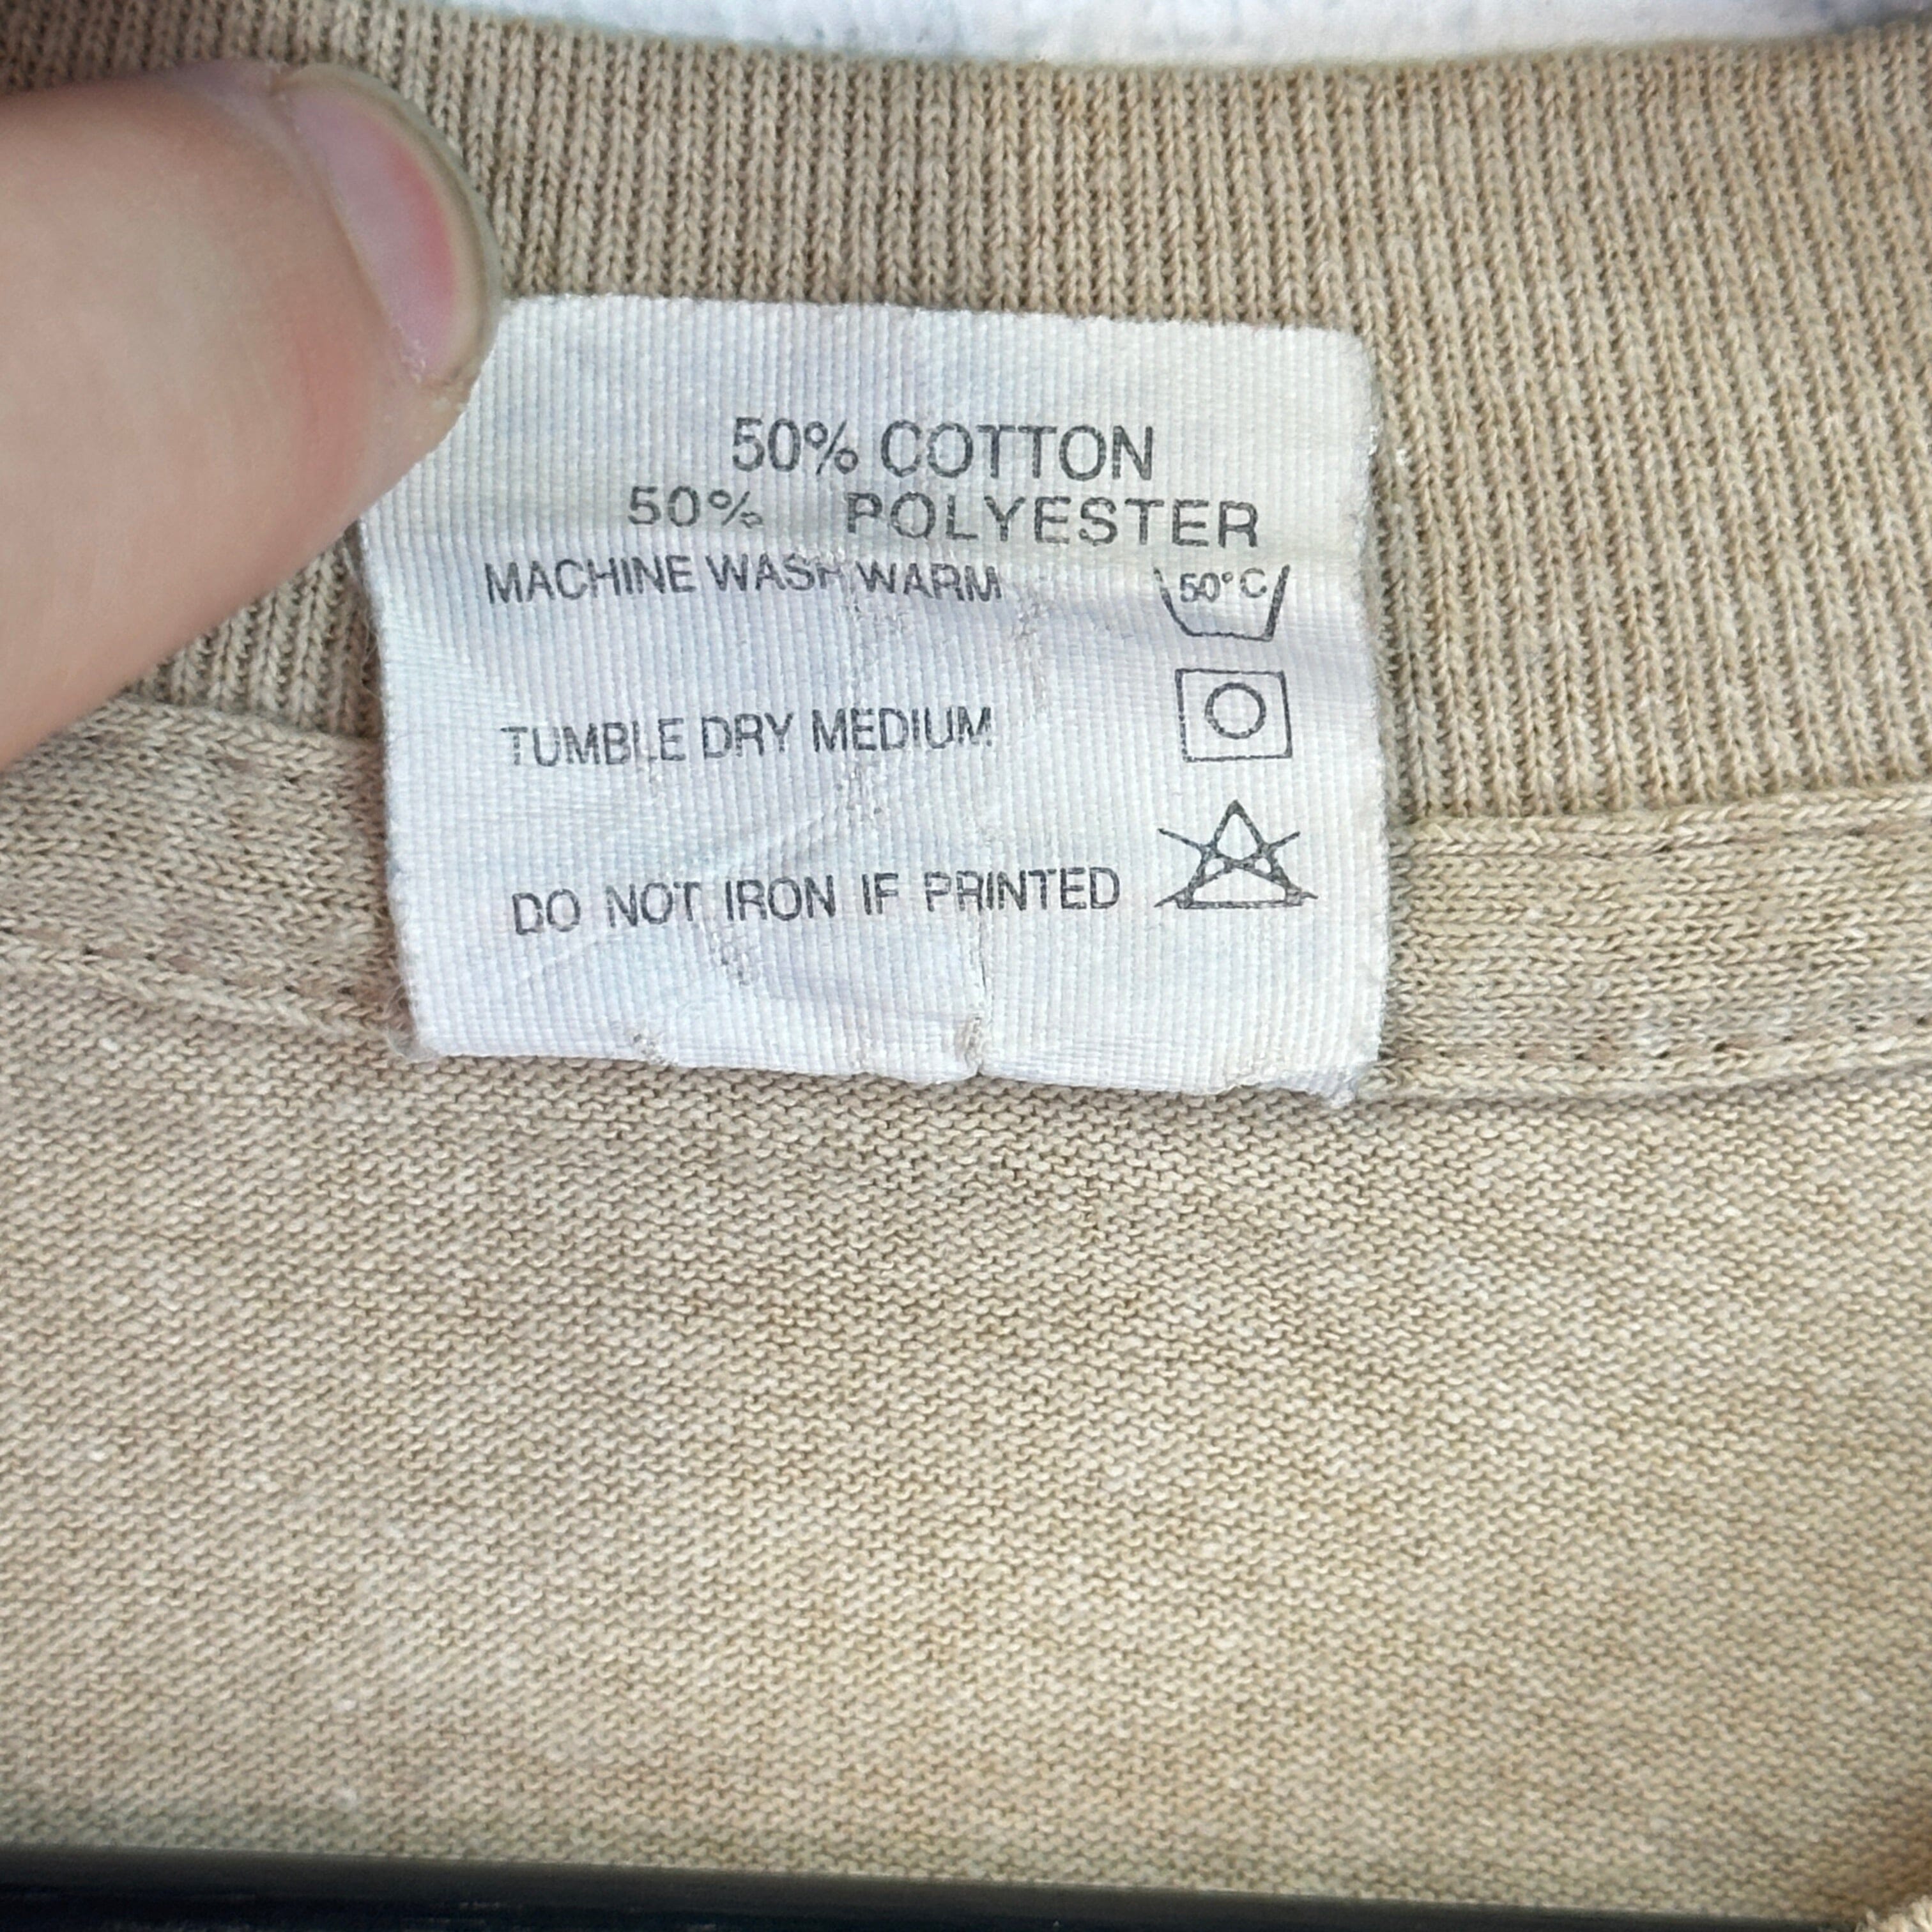 50% COTTON
50% POLYESTER
MACHINE WASH WARM 50°C
TUMBLE DRY MEDIUM
DO NOT IRON IF PRINTED